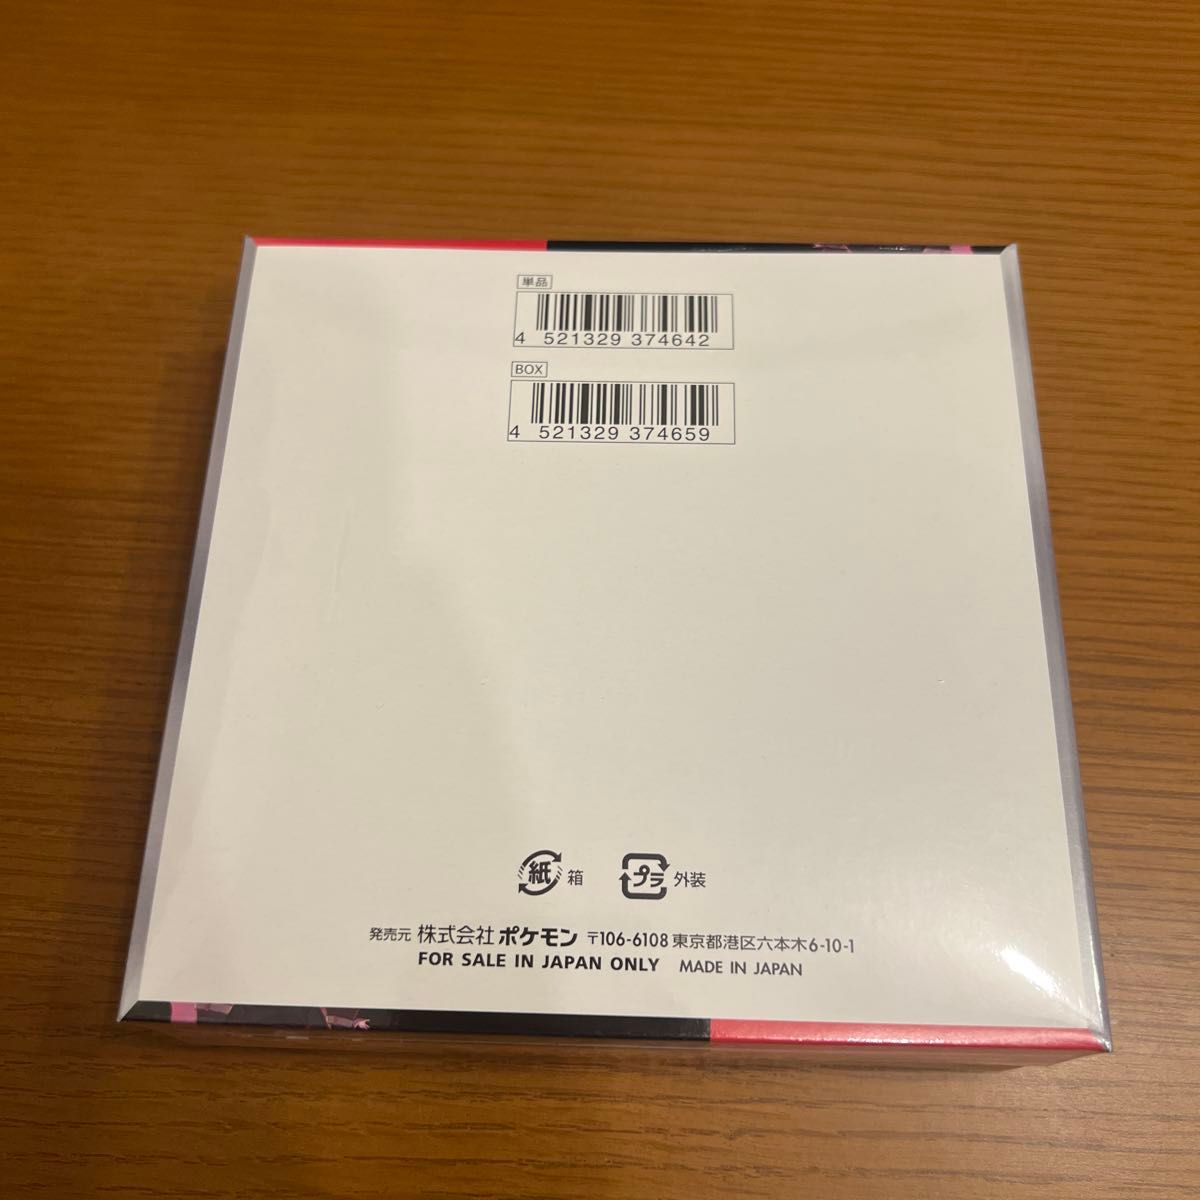 単品
4 521329 374642
BOX
4 521329 374659
紙 箱 プラ 外装
発売元 株式会社 ポケモン 〒106-6108 東京都港区六本木6-10-1
FOR SALE IN JAPAN ONLY MADE IN JAPAN